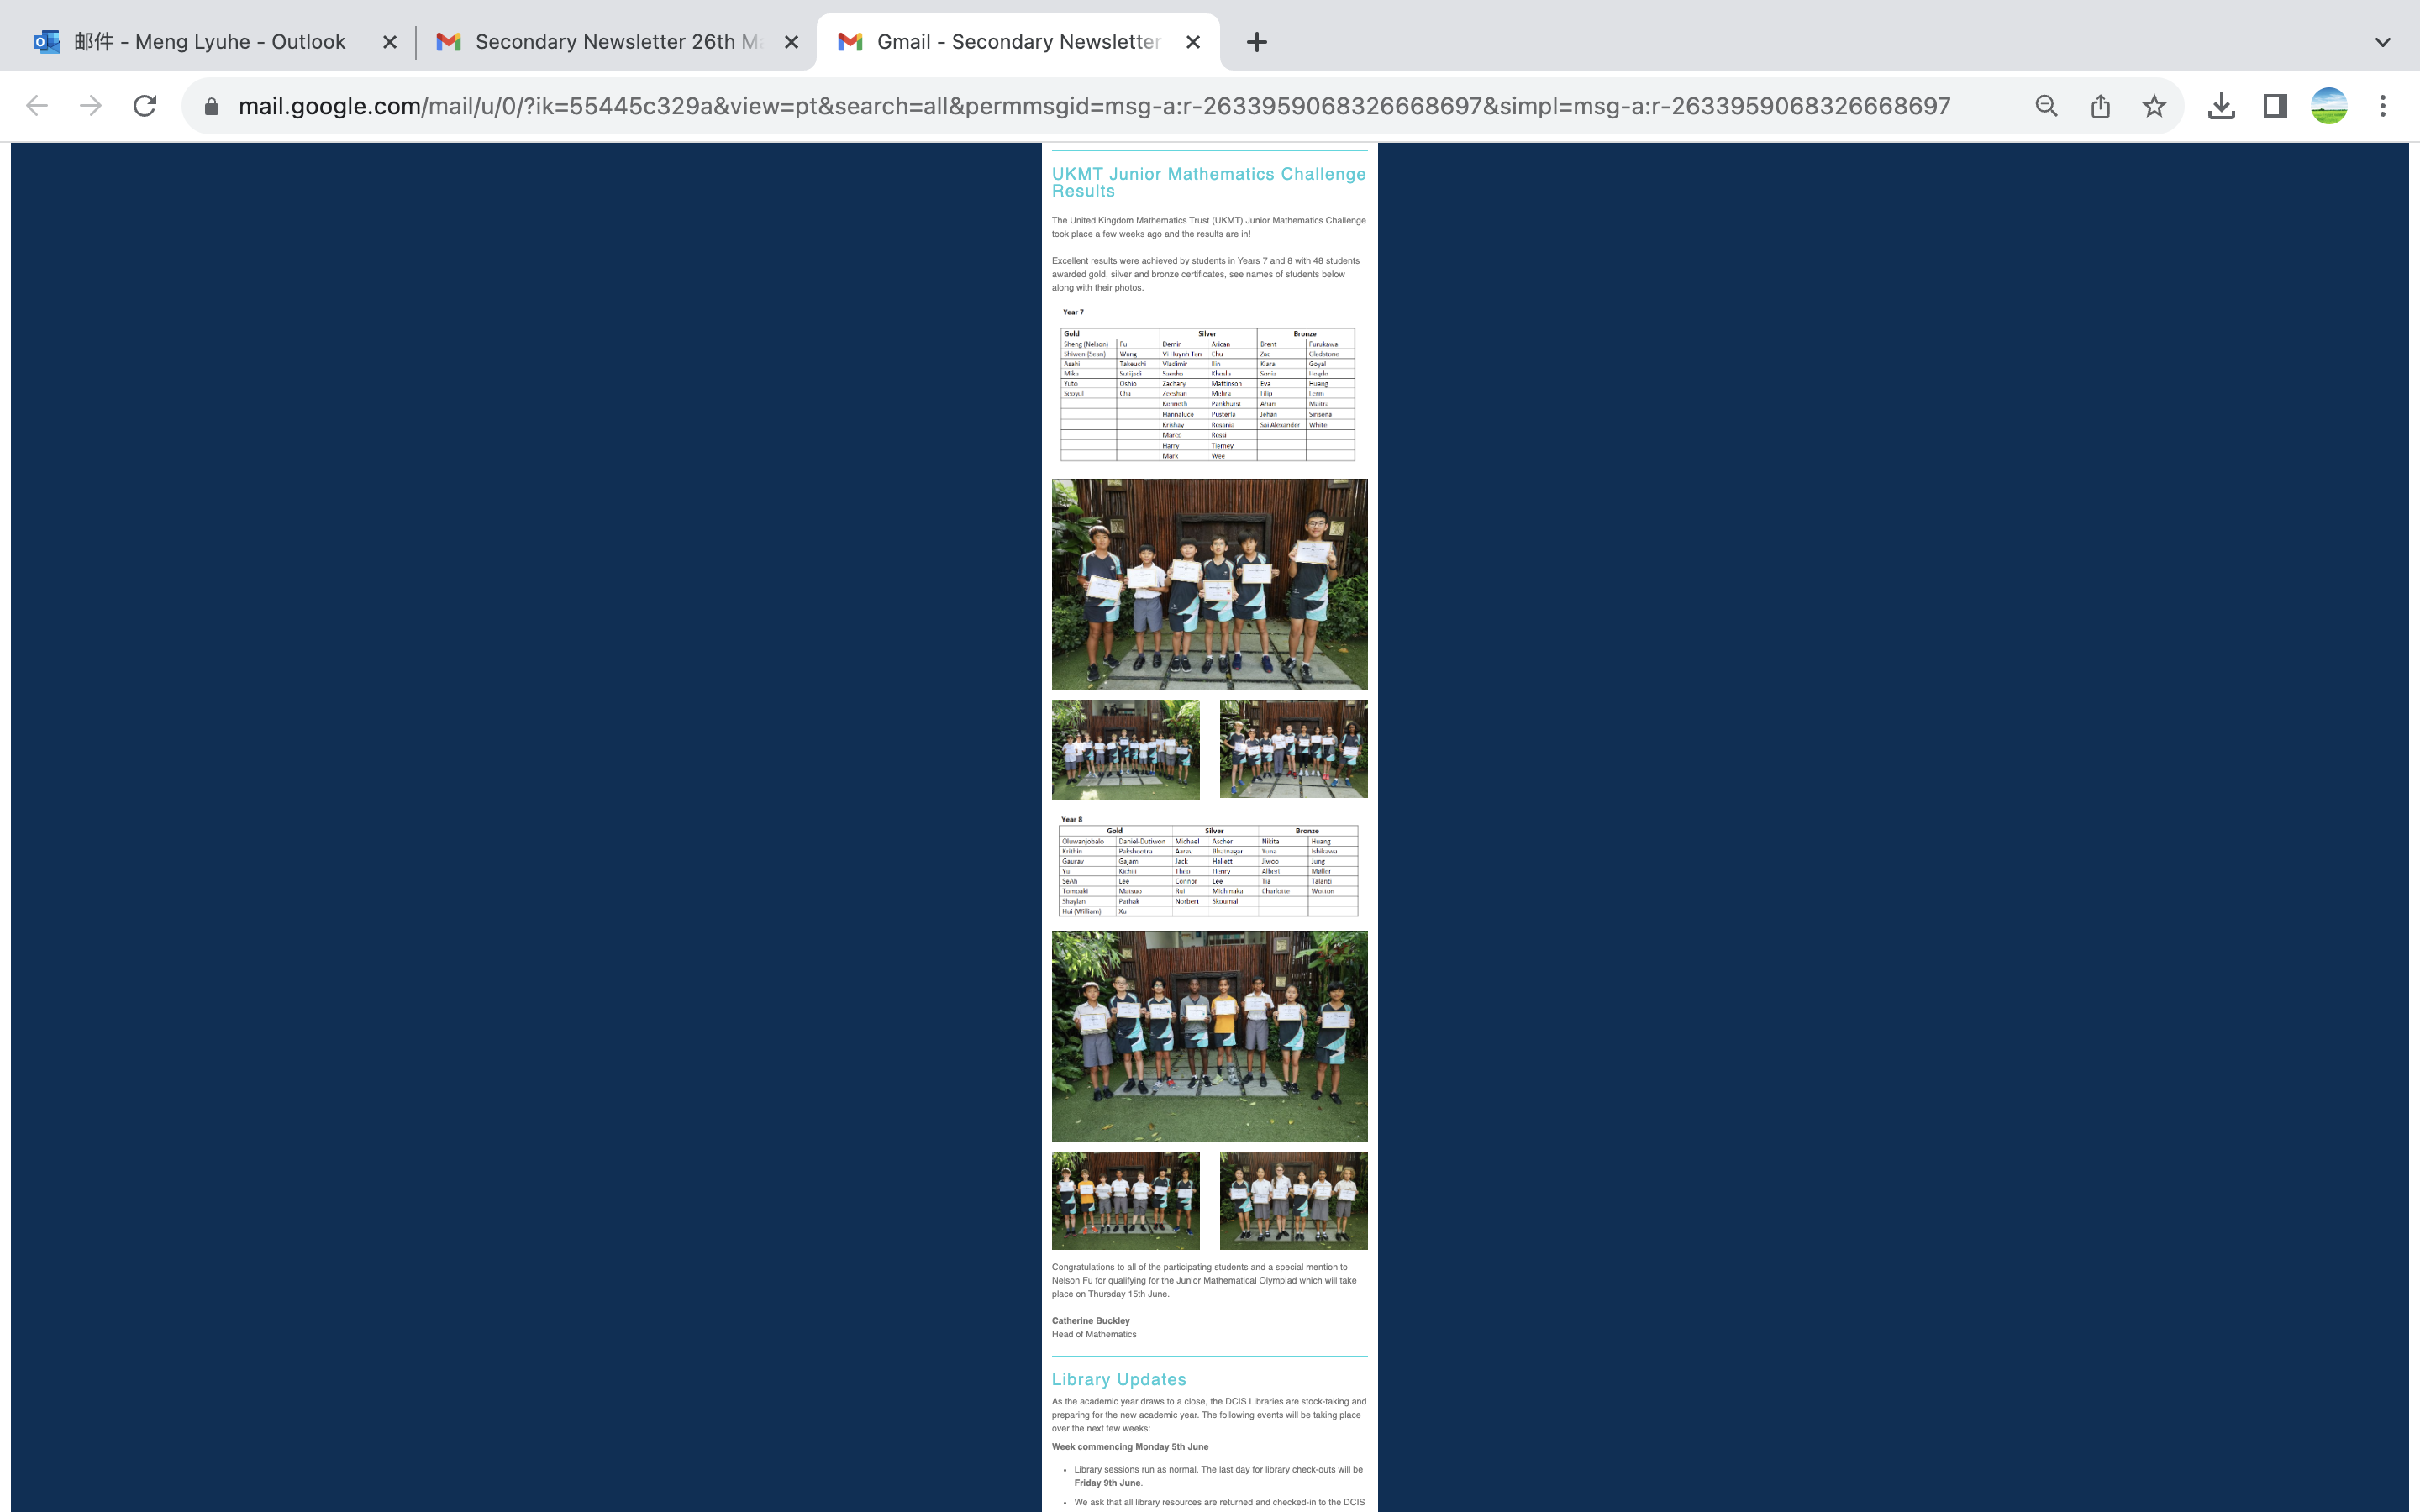 邮件 - Meng Lyuhe - Outlook
Secondary Newsletter 26th Ma
Gmail - Secondary Newsletter
mail.google.com/mail/u/0/?ik=55445c329a&view=pt&search=all&permmsgid=msg-a:r-2633959068326668697&simpl=msg-a:r-2633959068326668697
UKMT Junior Mathematics Challenge
Results
The United Kingdom Mathematics Trust (UKMT) Junior Mathematics Challenge
took place a few weeks ago and the results are in!
Excellent results were achieved by students in Years 7 and 8 with 48 students
awarded gold, silver and bronze certificates, see names of students below
along with their photos.
Year 7
Gold Silver Bronze
Sheng (Nelson) Fu Demir Arican Brent Furukawa
Shiwon (Sean) Wang Vi Huynh Tan Chu Zac Gladstone
Asahi Takeuchi Vladimir Ilin Kiara Goyal
Miko Sutijadi Sansha Khosla Sonia Hegde
Yuto Oshio Zachary Mattinson Eva Huang
Seoyul Cha Zeeshan Mehra Filip
Kenneth Pankhurst Ahan Maitra
Hannaluce Pusterla Jehan Sirisena
Krishay Rosania Sai Alexander White
Marco Rossi
Harry Tierney
Mark Wee
Year 8
Gold Silver Bronze
Oluwanjobalo Daniel-Dutiwon Michael Ascher Nikita Huang
Krithin Pakshootra Aarav Bhatnagar Yuna Ishikawa
Gaurav Gajam Jack Hallett Jiwoo Jung
Yu Kichiji Theo Henry Albert Møller
SeAh Lee Connor Lee Tia Talanti
Tomoaki Matsuo Rui Michinaka Charlotte Wotton
Shaylan Pathak Norbert Skoumal
Hui (William) Xu
Congratulations to all of the participating students and a special mention to
Nelson Fu for qualifying for the Junior Mathematical Olympiad which will take
place on Thursday 15th June.
Catherine Buckley
Head of Mathematics
Library Updates
As the academic year draws to a close, the DCIS Libraries are stock-taking and
preparing for the new academic year. The following events will be taking place
over the next few weeks:
Week commencing Monday 5th June
• Library sessions run as normal. The last day for library check-outs will be
Friday 9th June.
• We ask that all library resources are returned and checked-in to the DCIS